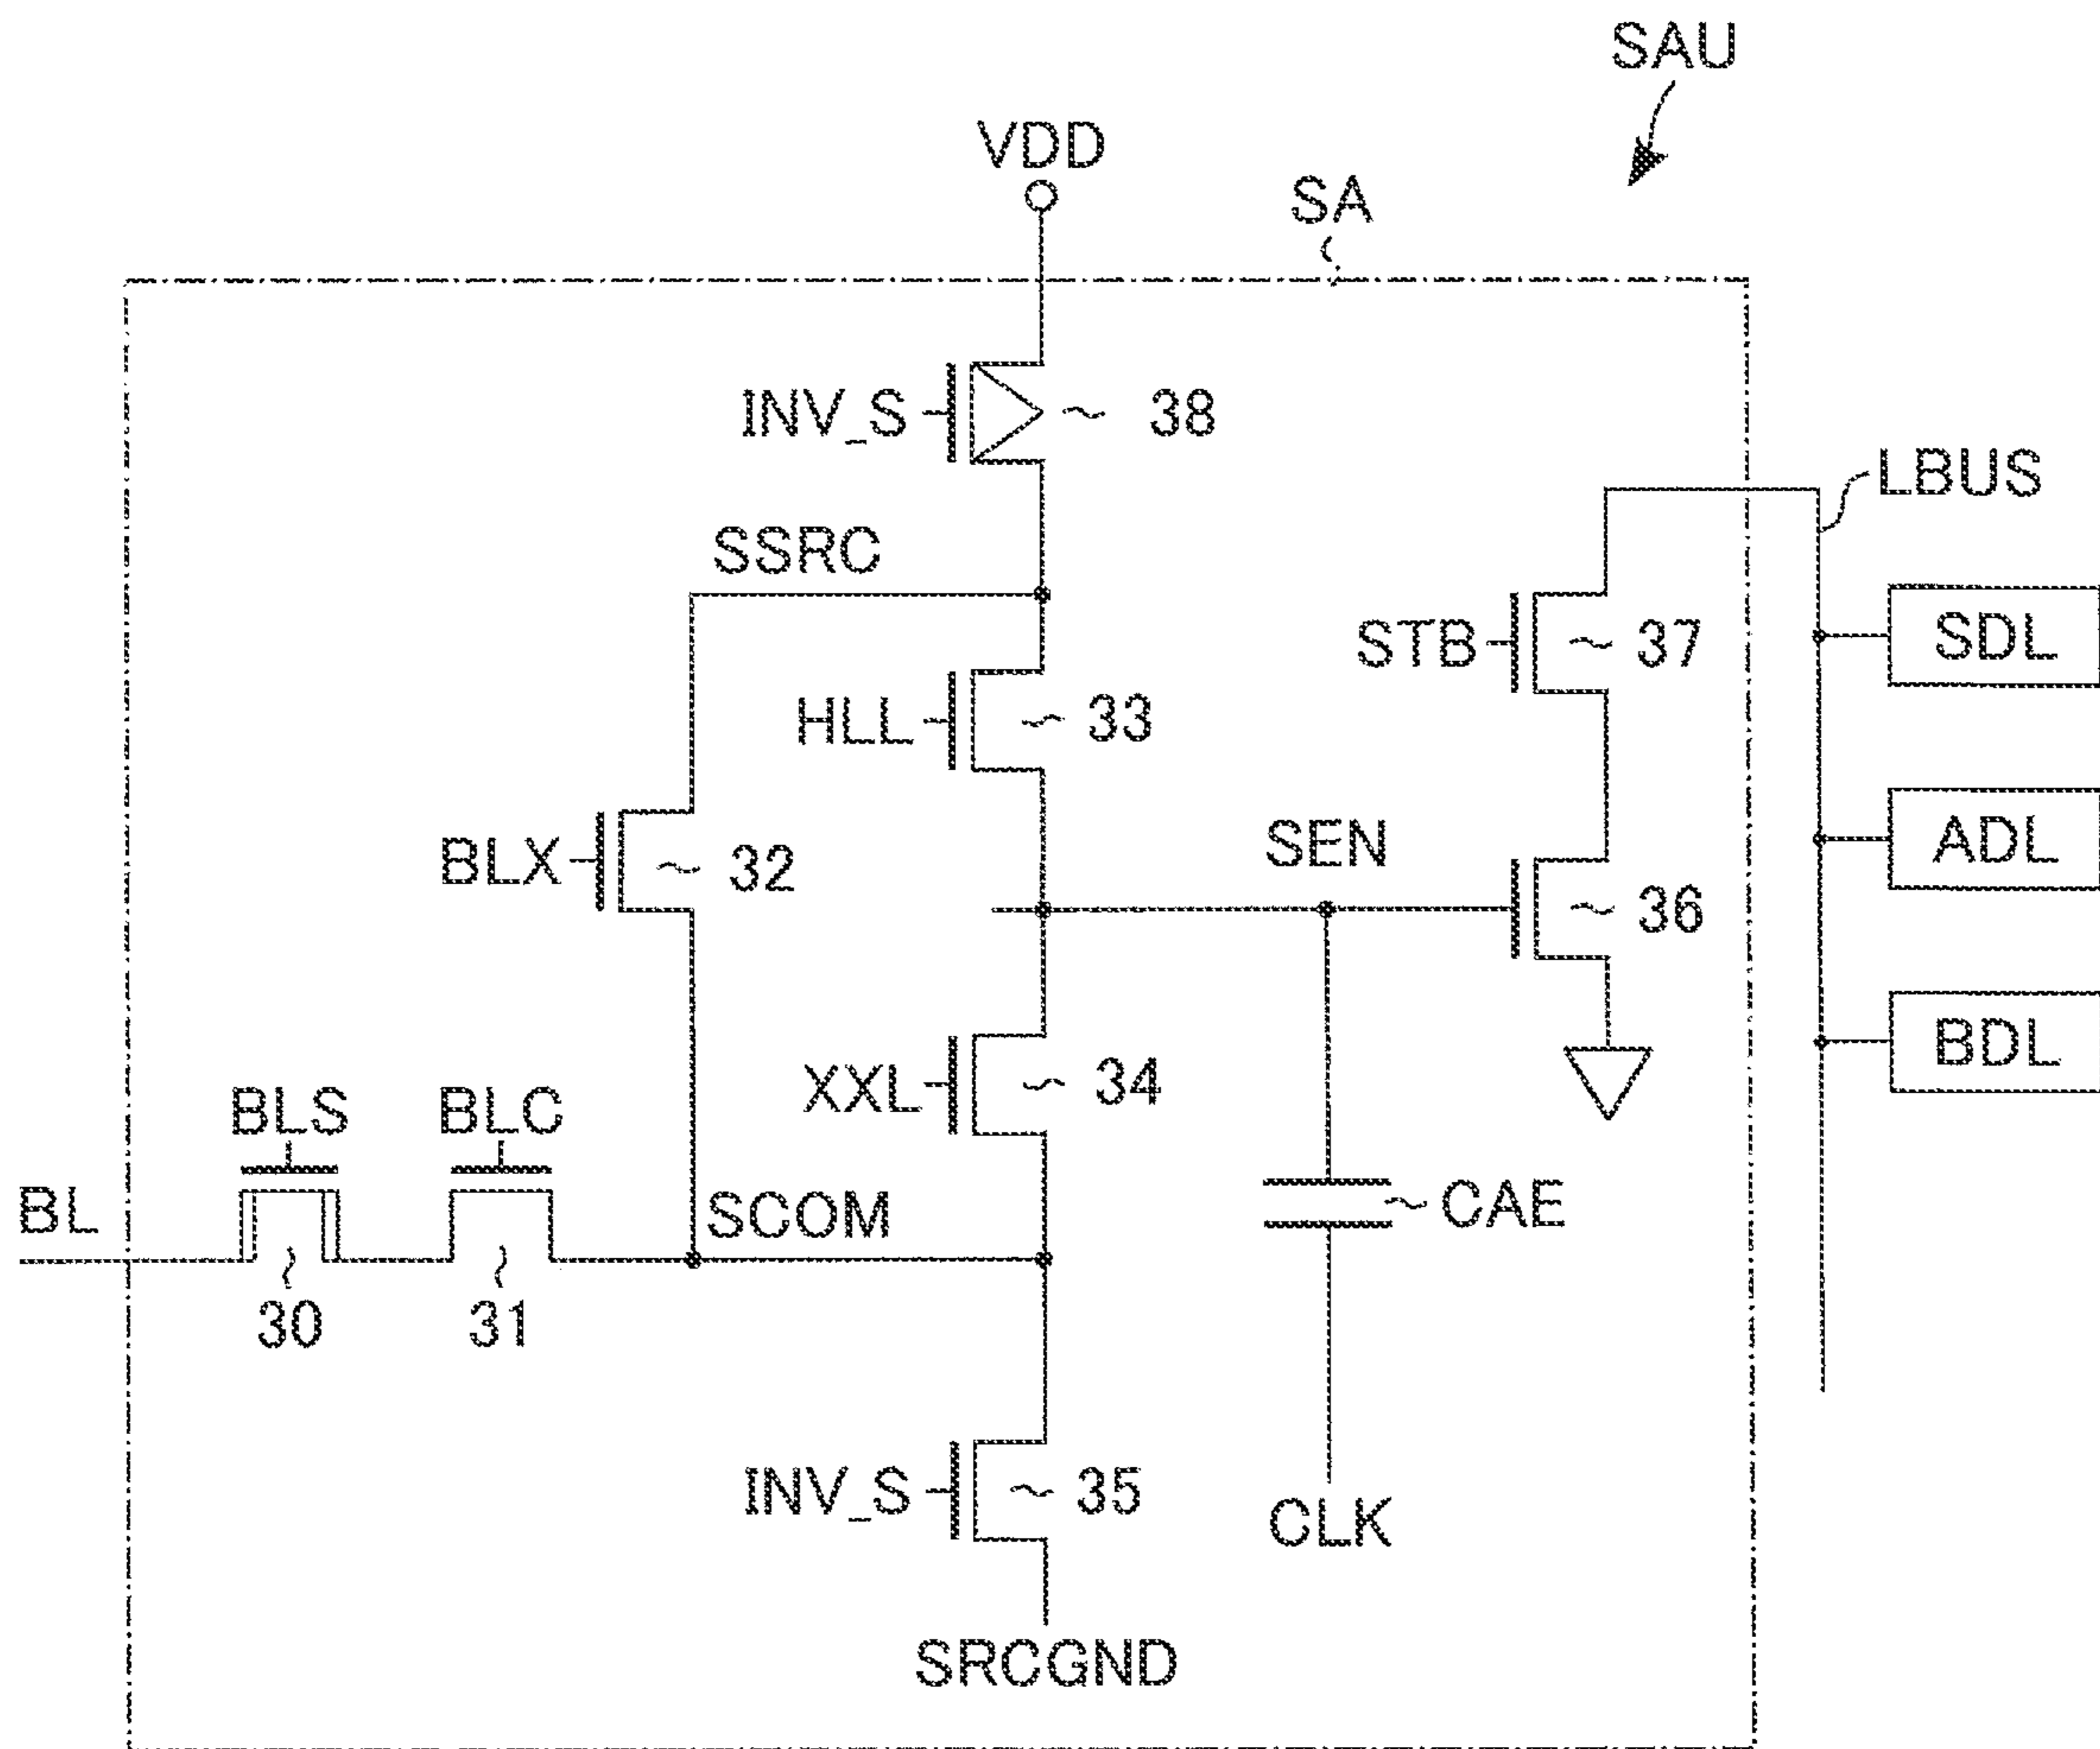 SAU
VDD
SA
INV_S
38
LBUS
SSRC
STB
37
SDL
HLL
33
BLX
32
SEN
36
ADL
XXL
34
BDL
BLS
BLC
BL
SCOM
CAE
30
31
INV_S
35
CLK
SRCGND